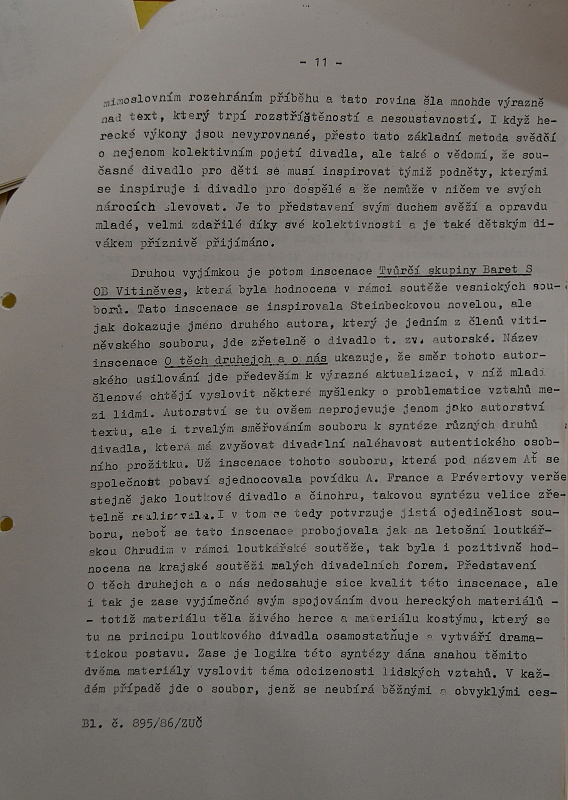 - 11 -
mimoslovním rozehráním příběhu a tato rovina šla mnohde výrazně
nad text, který trpí rozstříštěností a nesoustavností. I když he-
recké výkony jsou nevyrovnané, přesto tato základní metoda svědčí
o nejenom kolektivním pojetí divadla, ale také o vědomí, že sou-
časné divadlo pro děti se musí inspirovat týmiž podněty, kterými
se inspiruje i divadlo pro dospělé a že nemůže v ničem ve svých
nárocích slevovat. Je to představení svým duchem svěží a opravdu
mladé, velmi zdařilé díky své kolektivnosti a je také dětským di-
vákem příznivě přijímáno.
Druhou vyjímkou je potom inscenace Tvůrčí skupiny Baret S
OB Vitiněves, která byla hodnocena v rámci soutěže vesnických sou-
borů. Tato inscenace se inspirovala Steinbeckovou novelou, ale
jak dokazuje jméno druhého autora, který je jedním z členů viti-
něvského souboru, jde zřetelně o divadlo t. zv. autorské. Název
inscenace O těch druhejch a o nás ukazuje, že směr tohoto autor-
ského usilování jde především k výrazné aktualizaci, v níž mladí
členové chtějí vyslovit některé myšlenky o problematice vztahů me-
zi lidmi. Autorství se tu ovšem neprojevuje jenom jako autorství
textu, ale i trvalým směřováním souboru k syntéze různých druhů
divadla, která má zvyšovat divadelní naléhavost autentického osob-
ního prožitku. Už inscenace tohoto souboru, která pod názvem Ať se
společnost pobaví sjednocovala povídku A. France a Prévertovy verše
stejně jako loutkové divadlo a činohru, takovou syntézu velice zře-
telně realisovala. I v tom se tedy potvrzuje jistá ojedinělost sou-
boru, neboť se tato inscenace probojovala jak na letošní loutkář-
skou Chrudim v rámci loutkářské soutěže, tak byla i pozitivně hod-
nocena na krajské soutěži malých divadelních forem. Představení
O těch druhejch a o nás nedosahuje sice kvalit této inscenace, ale
i tak je zase vyjímečné svým spojováním dvou hereckých materiálů -
- totiž materiálu těla živého herce a materiálu kostýmu, který se
tu na principu loutkového divadla osamostatňuje a vytváří drama-
tickou postavu. Zase je logika této syntézy dána snahou těmito
dvěma materiály vyslovit téma odcizenosti lidských vztahů. V kaž-
dém případě jde o soubor, jenž se neubírá běžnými a obvyklými ces-
Bl. č. 895/86/ZUČ